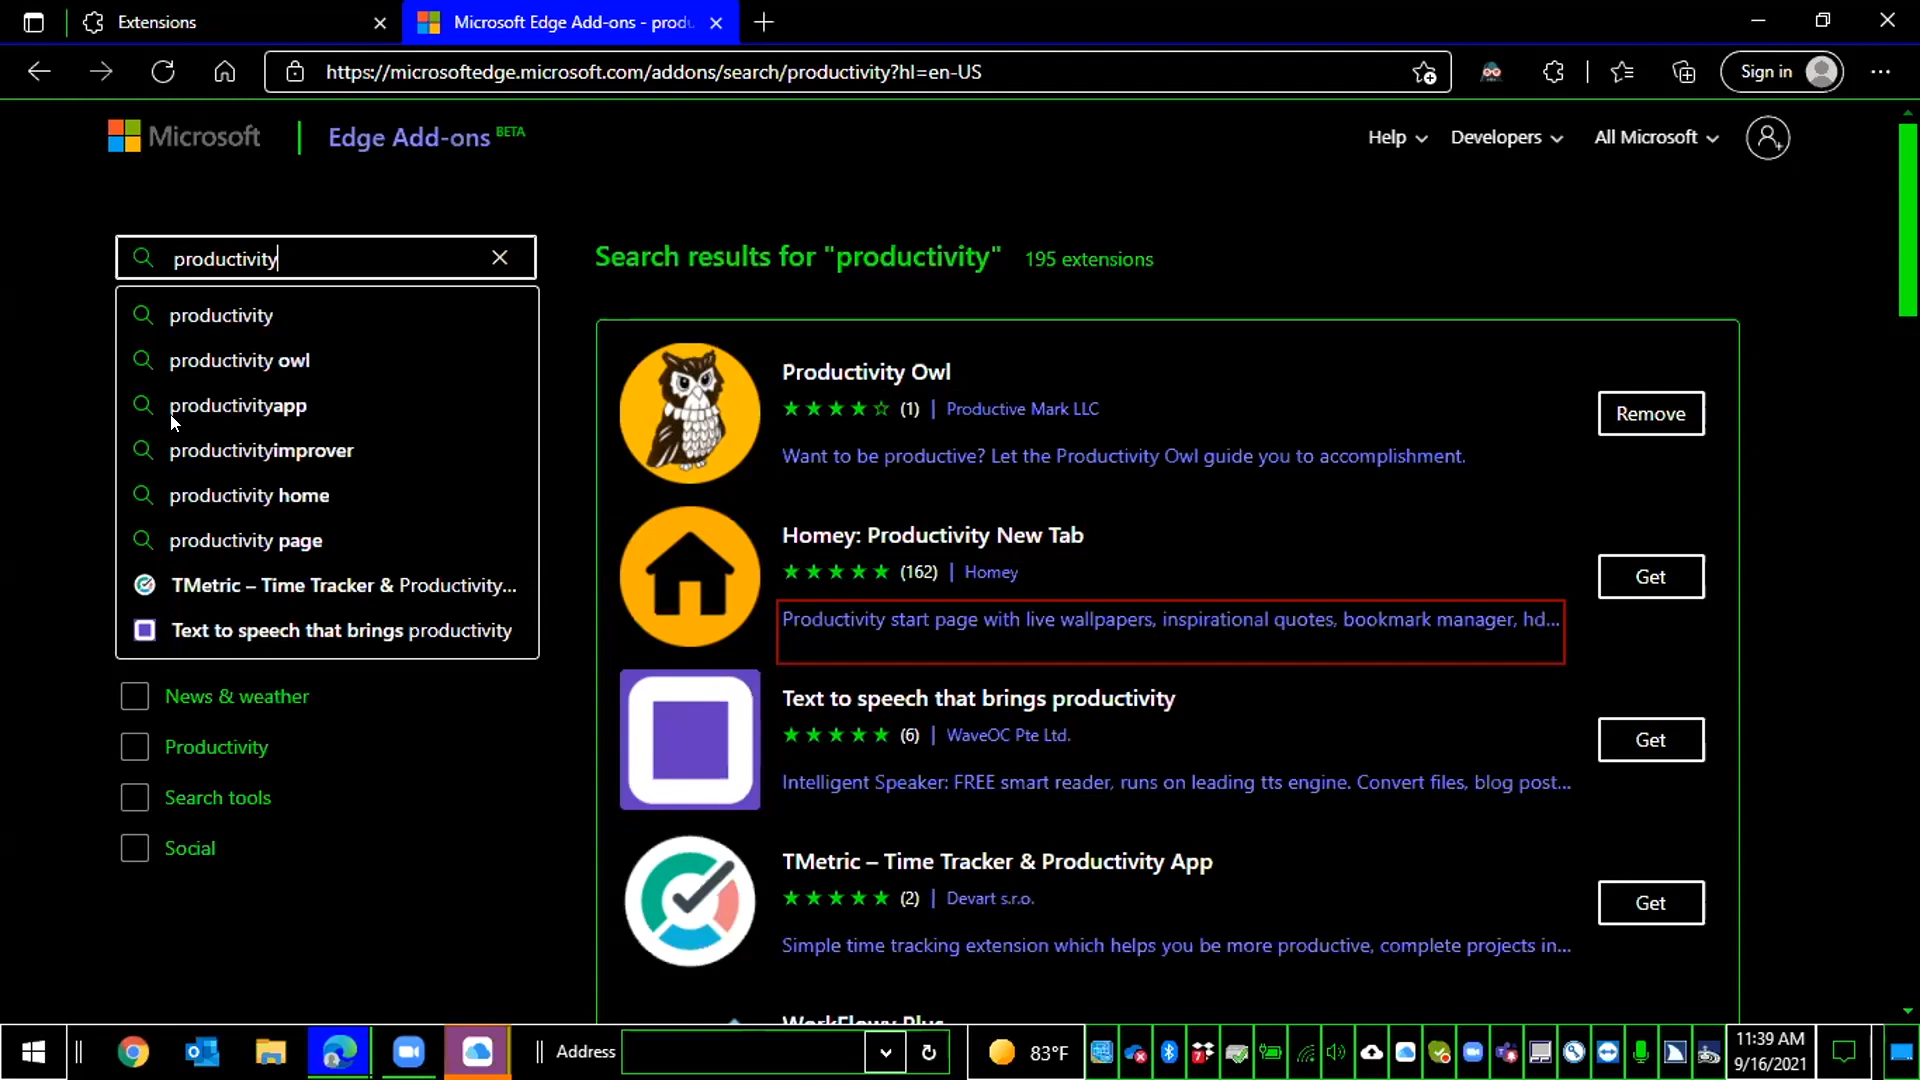 Extensions
Microsoft Edge Add-ons - prod
https://microsoftedge.microsoft.com/addons/search/productivity?hl=en-US
Sign in
Microsoft
Edge Add-ons BETA
Help
Developers
All Microsoft
productivity
productivity
productivity owl
productivityapp
productivityimprover
productivity home
productivity page
TMetric – Time Tracker & Productivity...
Text to speech that brings productivity
News & weather
Productivity
Search tools
Social
Search results for "productivity" 195 extensions
Productivity Owl
(1) | Productive Mark LLC
Want to be productive? Let the Productivity Owl guide you to accomplishment.
Remove
Homey: Productivity New Tab
(162) | Homey
Productivity start page with live wallpapers, inspirational quotes, bookmark manager, hd...
Get
Text to speech that brings productivity
(6) | WaveOC Pte Ltd.
Intelligent Speaker: FREE smart reader, runs on leading tts engine. Convert files, blog post...
Get
TMetric – Time Tracker & Productivity App
(2) | Devart s.r.o.
Simple time tracking extension which helps you be more productive, complete projects in...
Get
WorkFlowy Plus
Address
83°F
11:39 AM
9/16/2021